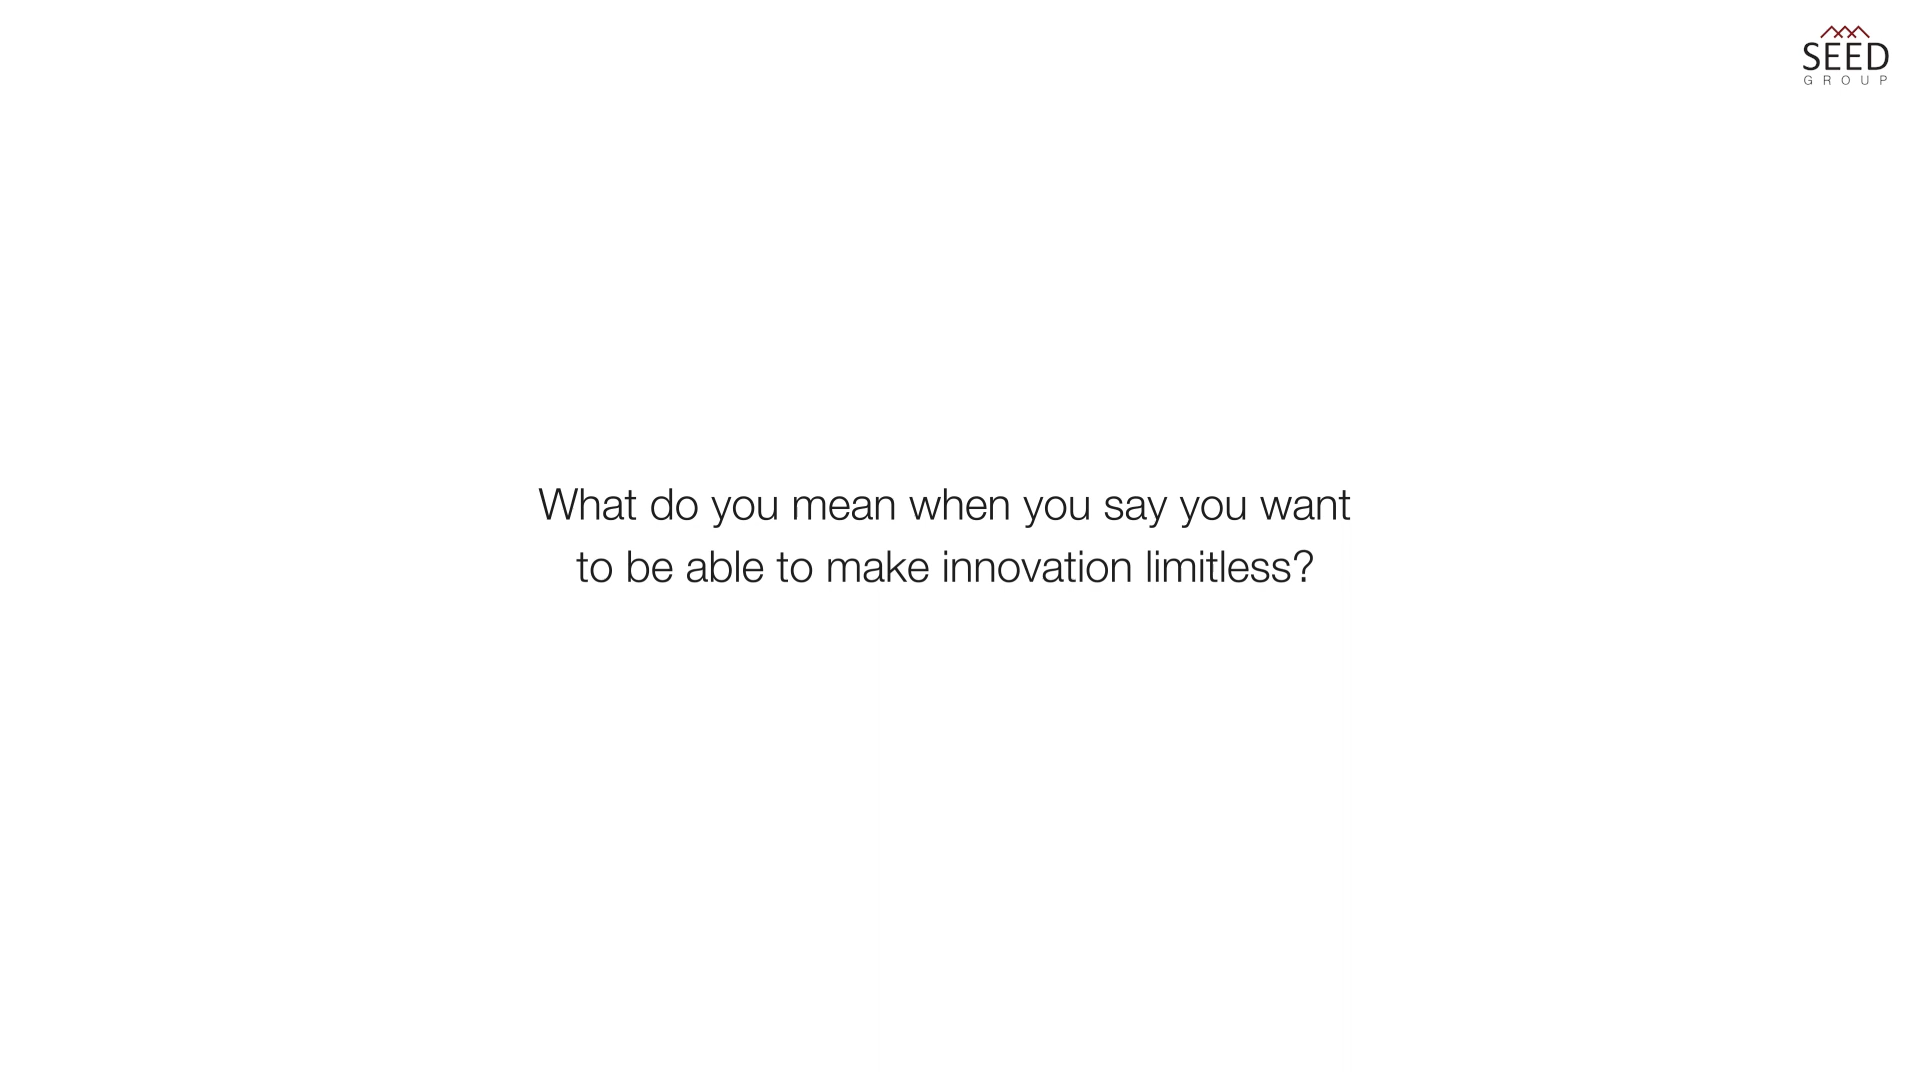 SEED
GROUP
What do you mean when you say you want
to be able to make innovation limitless?